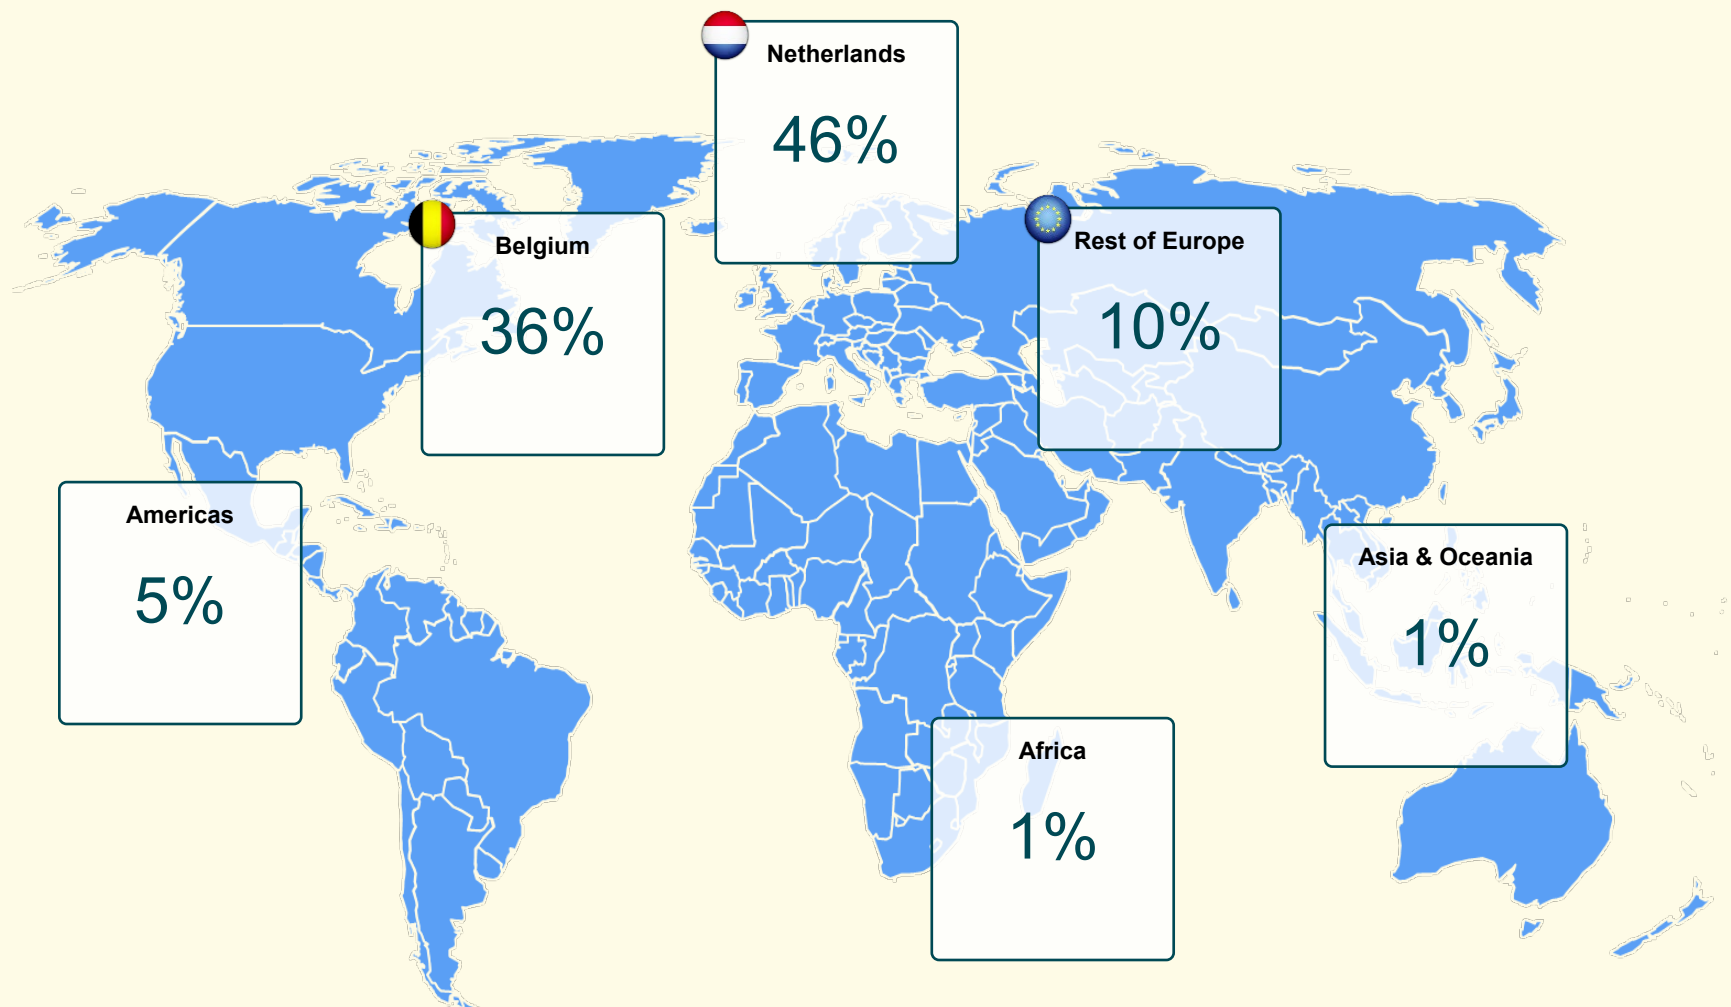 Netherlands
46%
Belgium
36%
Rest of Europe
10%
Americas
5%
Asia & Oceania
1%
Africa
1%